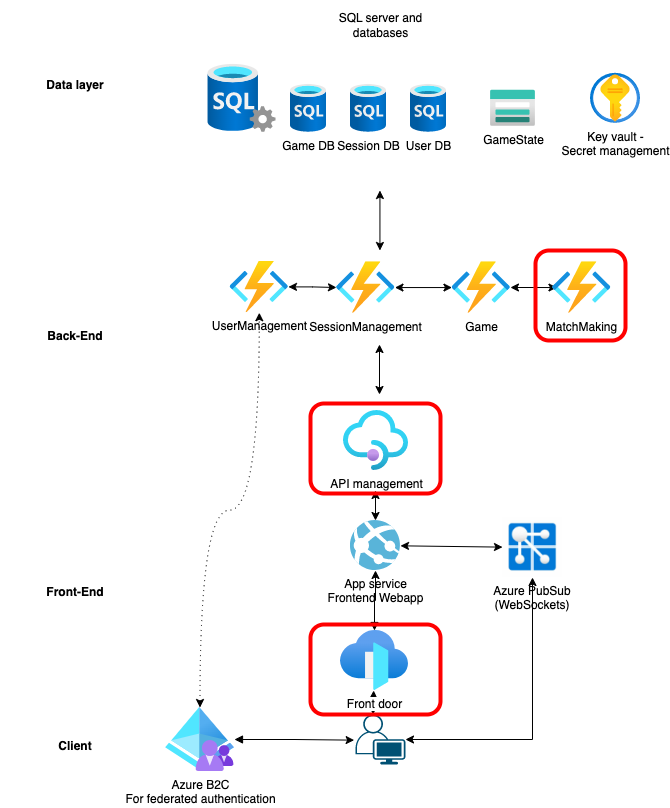 SQL server and
databases
Data layer
SQL
SQL
SQL
SQL
Game DB
Session DB
User DB
GameState
Key vault -
Secret management
UserManagement
SessionManagement
Game
MatchMaking
Back-End
API management
App service
Frontend Webapp
Azure PubSub
(WebSockets)
Front-End
Front door
Client
Azure B2C
For federated authentication